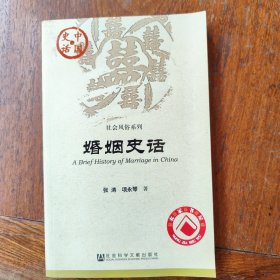 中国
史话
社会风俗系列
婚姻史话
A Brief History of Marriage in China
张涛 项永琴 著
社会科学文献出版社